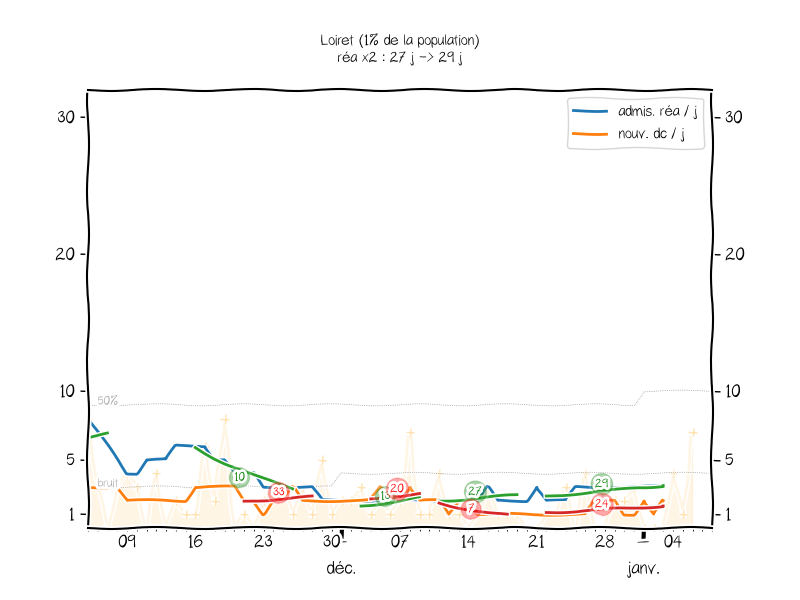 Loiret (1% de la population)
réa x2 : 27 j -> 29 j
admis. réa / j
nouv. dc / j
30 30
20 20
10 10
50%
5 5
bruit
1 1
10 33 20 27 7 29 24
09 16 23 30 07 14 21 28 04
déc. janv.